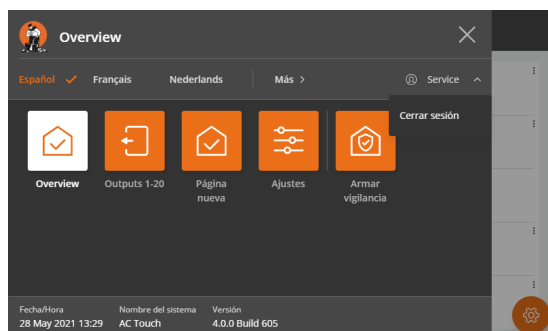 Overview
Español Français Nederlands Más > Service
Cerrar sesión
Overview Outputs 1-20 Página nueva Ajustes Armar vigilancia
Fecha/Hora Nombre del sistema Versión
28 May 2021 13:29 AC Touch 4.0.0 Build 605